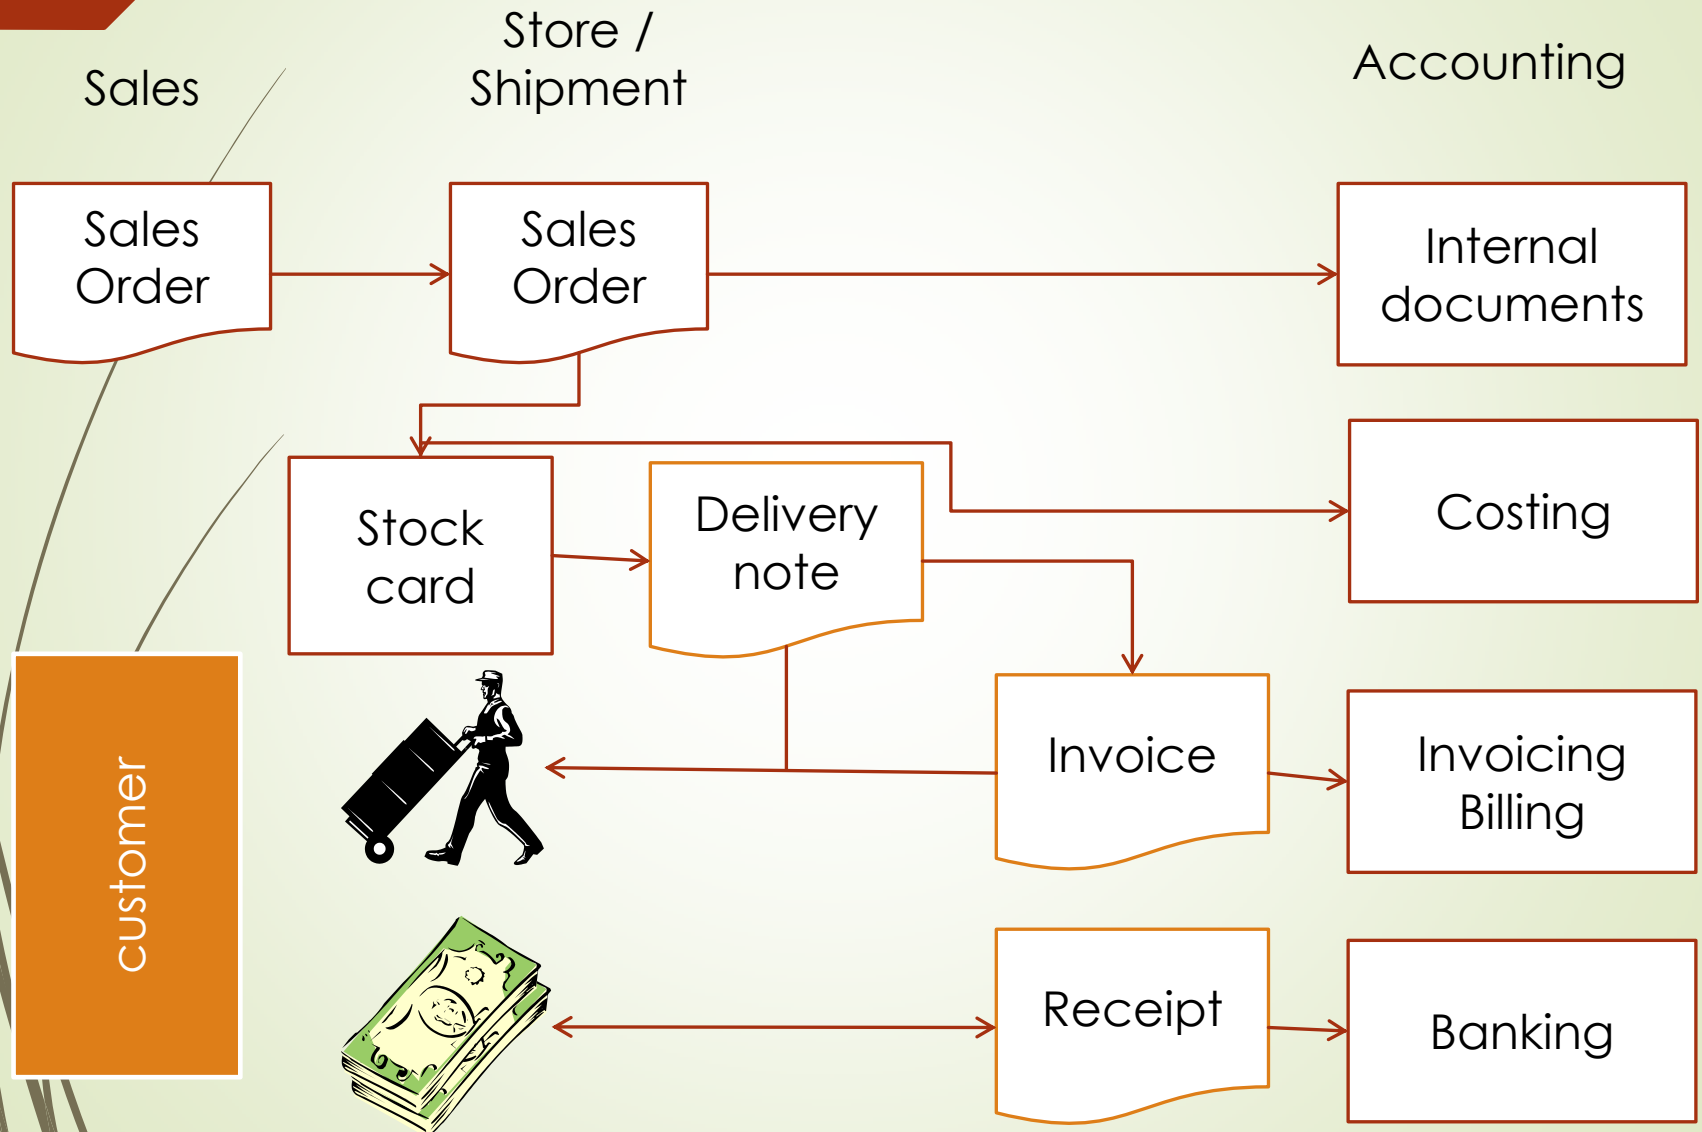 Sales
Store /
Shipment
Accounting
Sales
Order
Sales
Order
Internal
documents
Stock
card
Delivery
note
Costing
customer
Invoice
Invoicing
Billing
Receipt
Banking